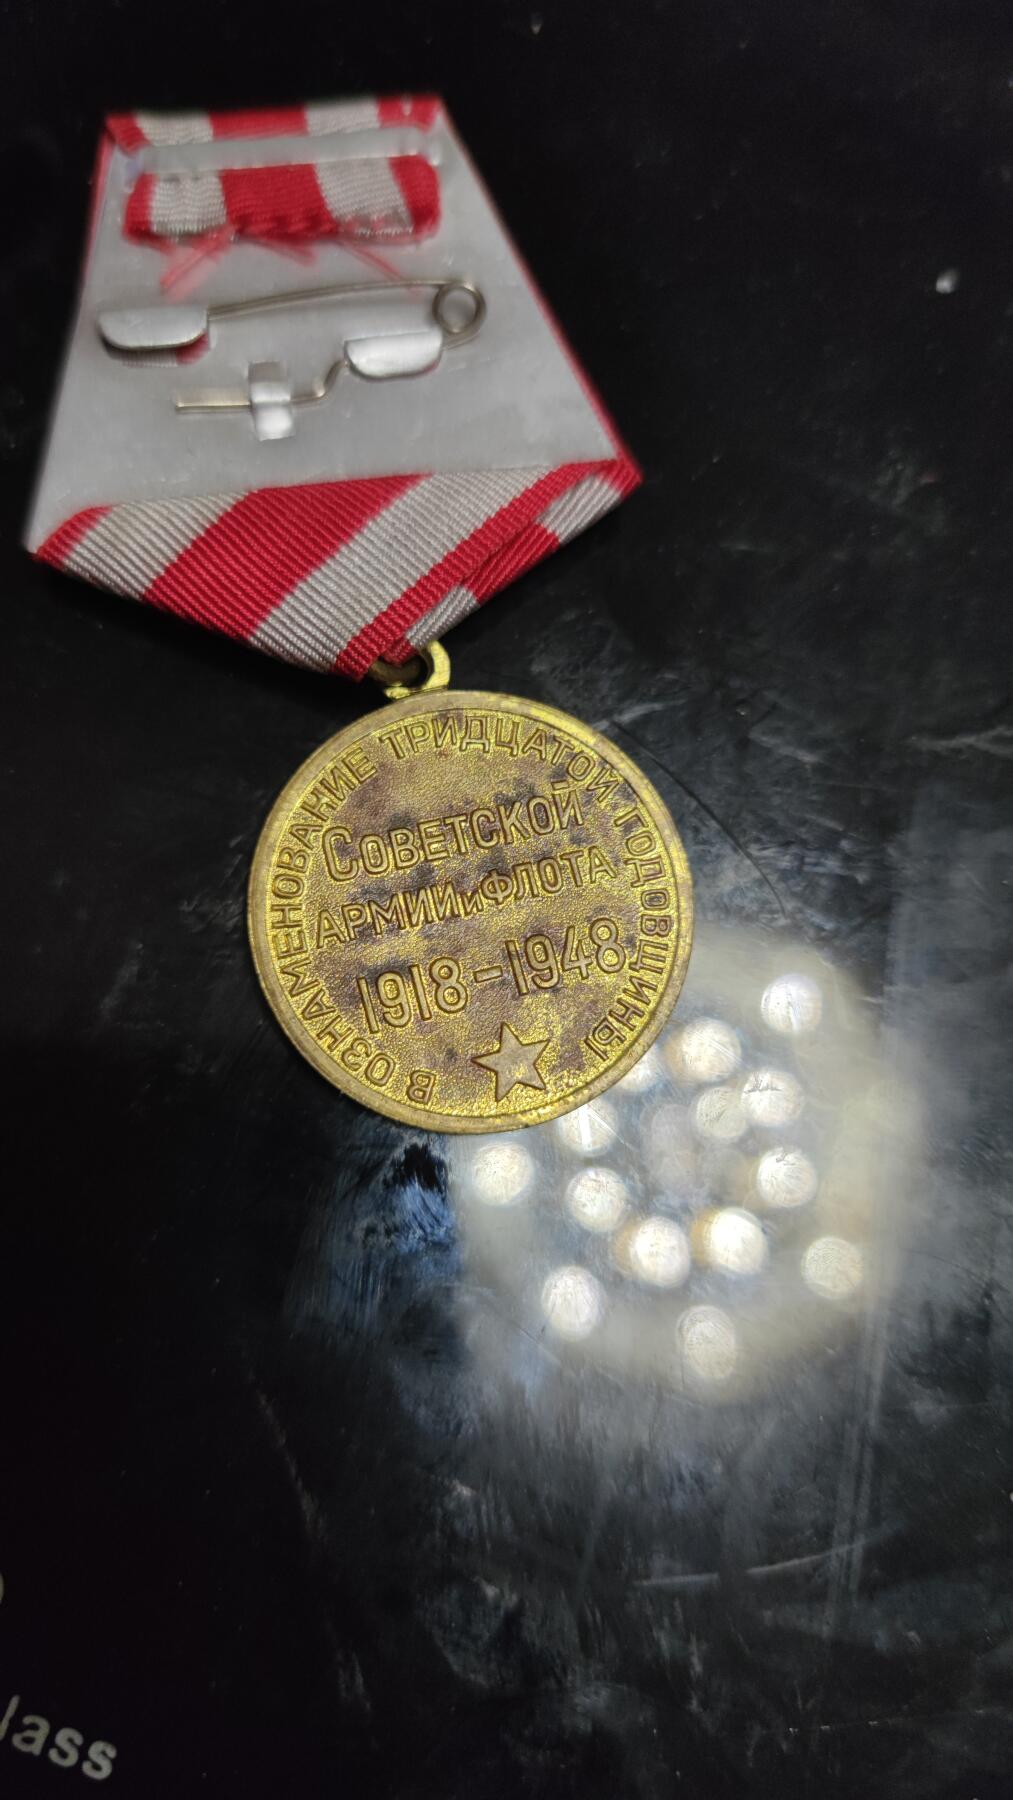 В ОЗНАМЕНОВАНИЕ ТРИДЦАТОЙ ГОДОВЩИНЫ
СОВЕТСКОЙ
АРМИИ и ФЛОТА
1918-1948